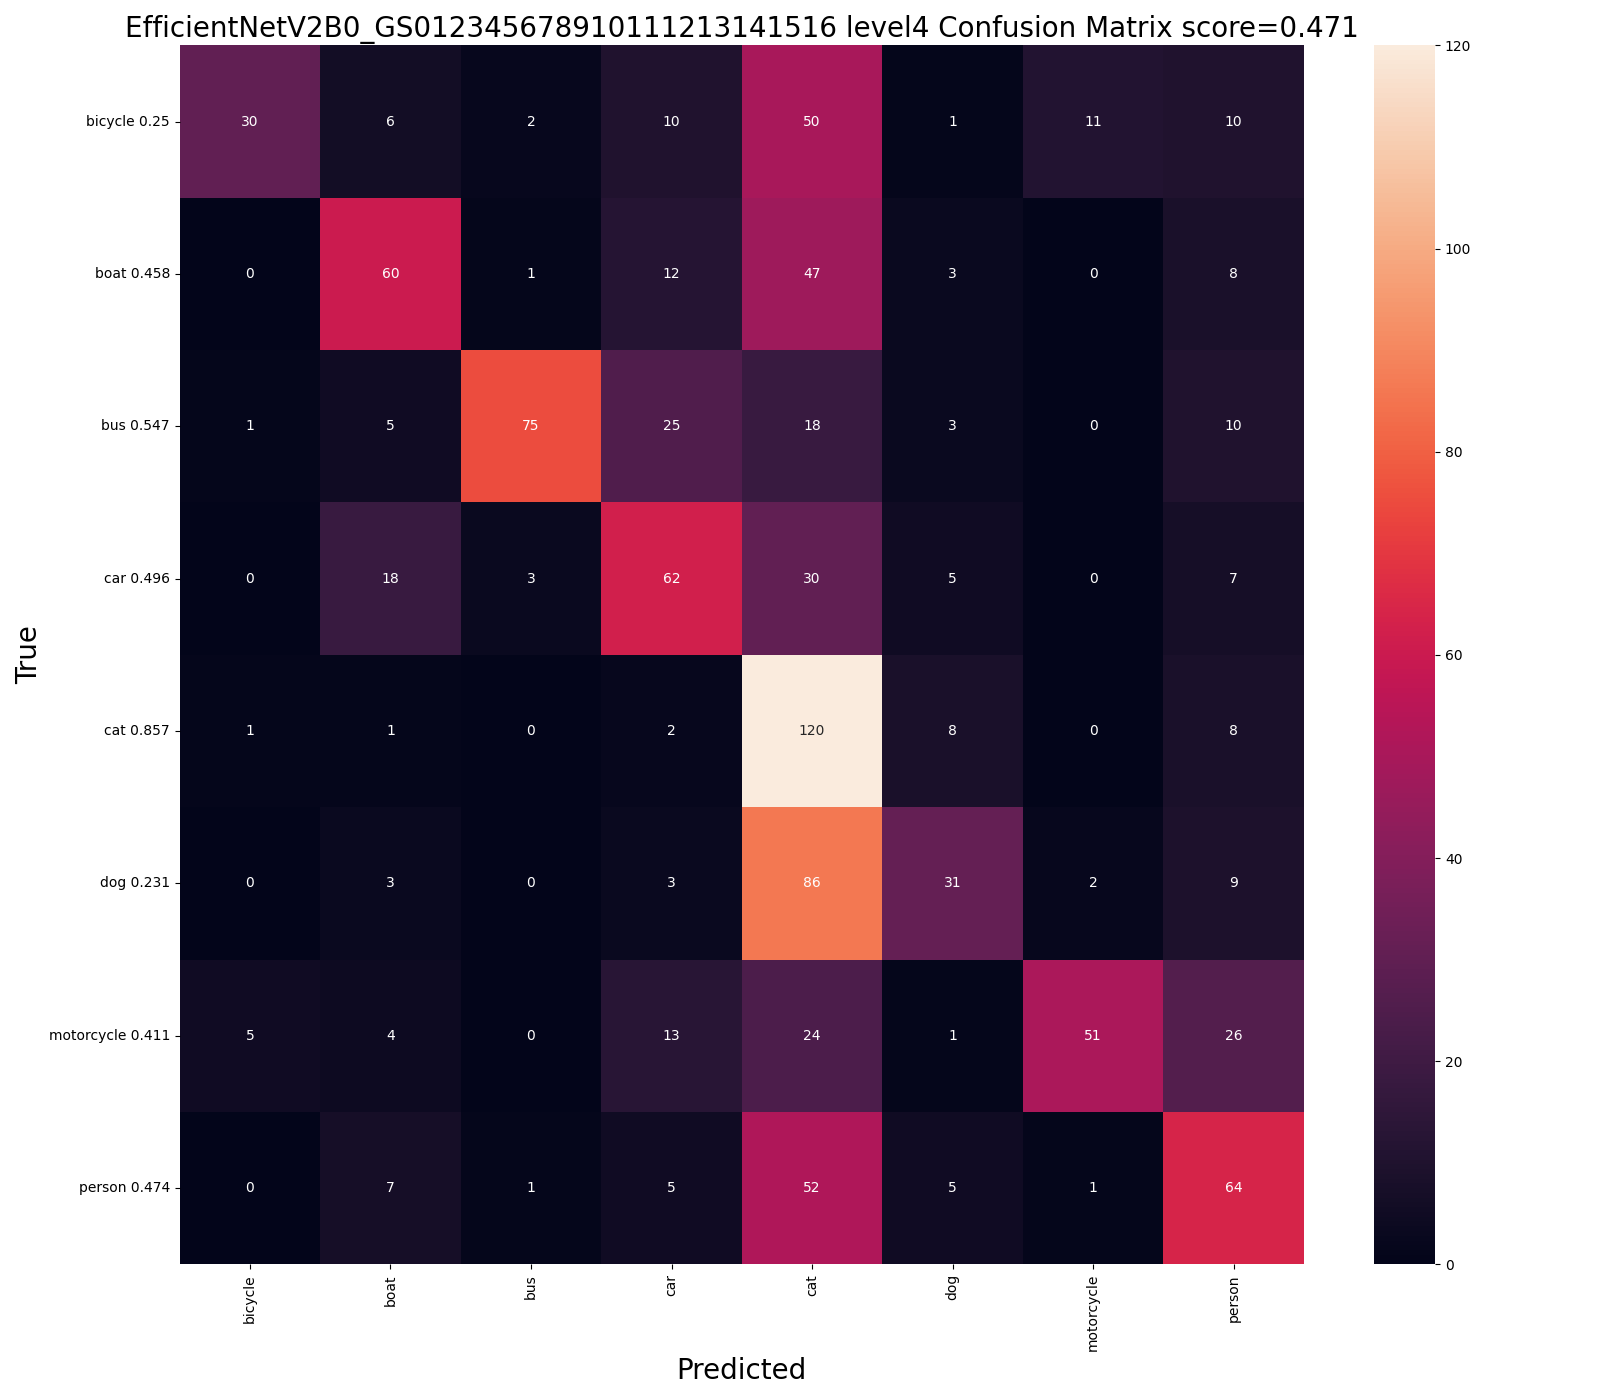 EfficientNetV2B0_GS012345678910111213141516 level4 Confusion Matrix score=0.471
True
bicycle 0.25 30 6 2 10 50 1 11 10
boat 0.458 0 60 1 12 47 3 0 8
bus 0.547 1 5 75 25 18 3 0 10
car 0.496 0 18 3 62 30 5 0 7
cat 0.857 1 1 0 2 120 8 0 8
dog 0.231 0 3 0 3 86 31 2 9
motorcycle 0.411 5 4 0 13 24 1 51 26
person 0.474 0 7 1 5 52 5 1 64
bicycle boat bus car cat dog motorcycle person
Predicted
120
100
80
60
40
20
0